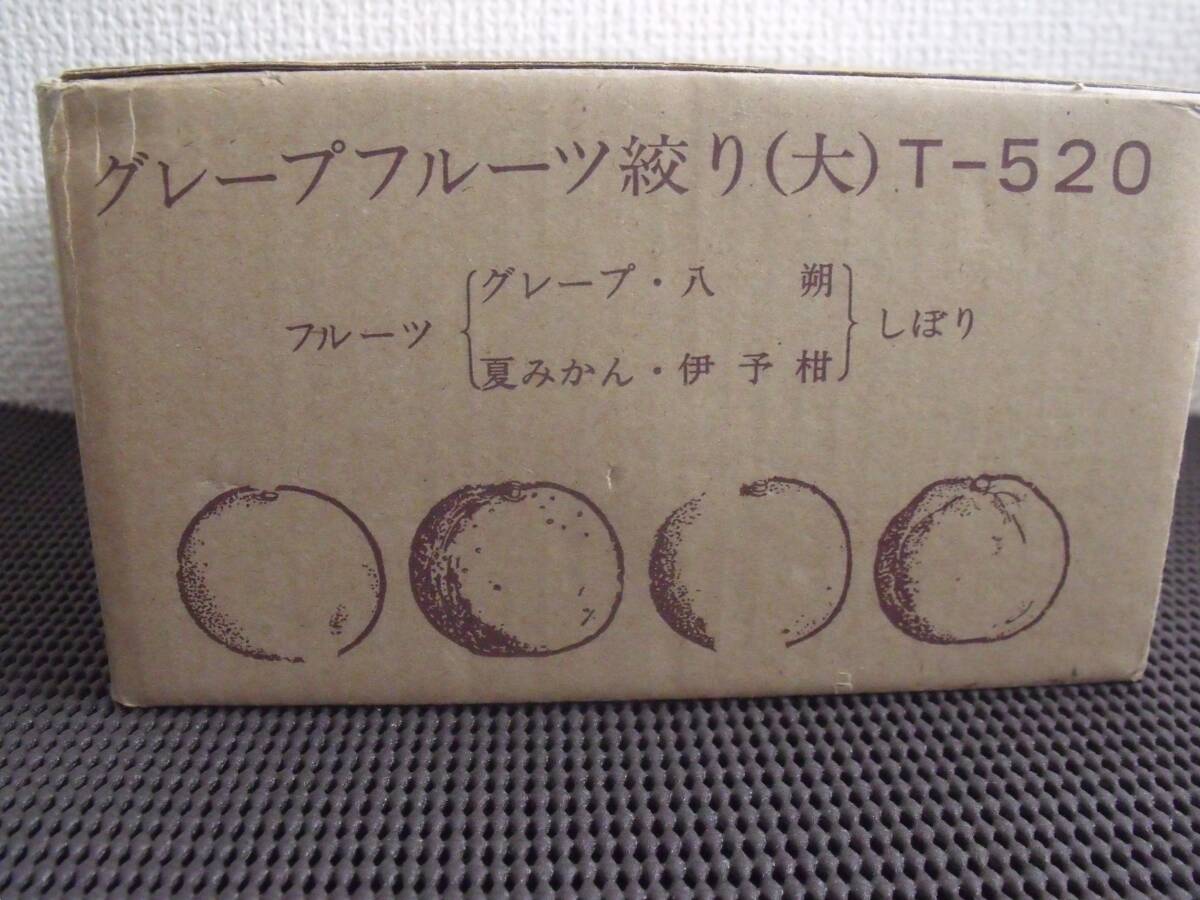 グレープフルーツ絞り(大) T-520
グレープ・八 朔
フルーツ しぼり
夏みかん・伊予柑